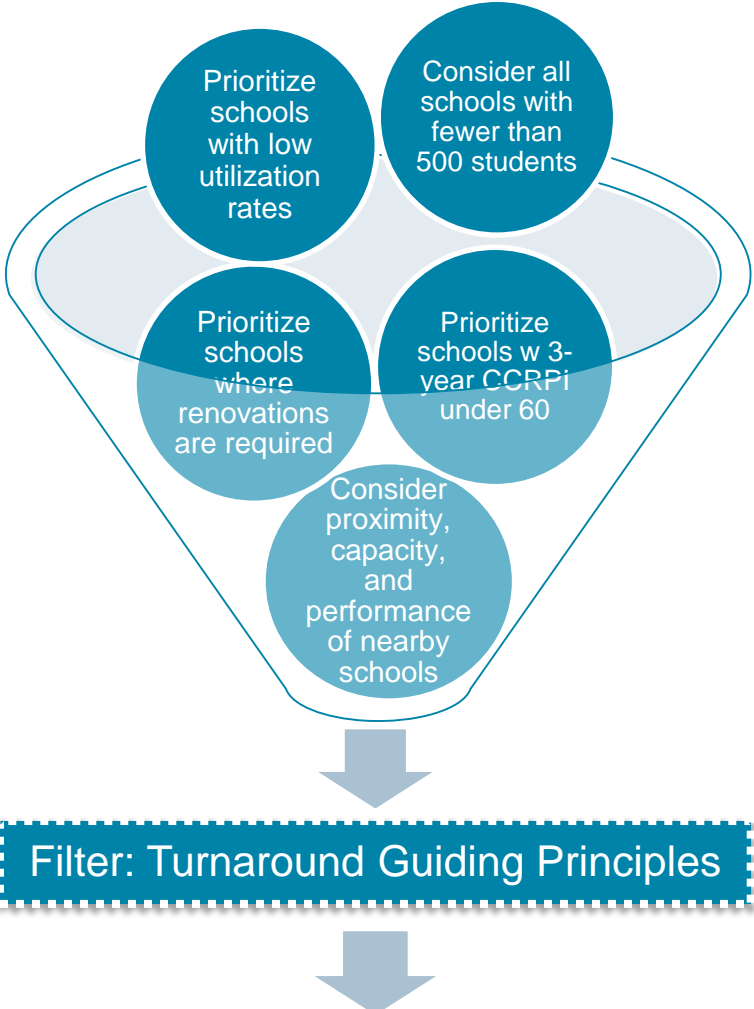 Prioritize
schools
with low
utilization
rates
Consider all
schools with
fewer than
500 students
Prioritize
schools
where
renovations
are required
Prioritize
schools w 3-
year CCRPI
under 60
Consider
proximity,
capacity,
and
performance
of nearby
schools
Filter: Turnaround Guiding Principles